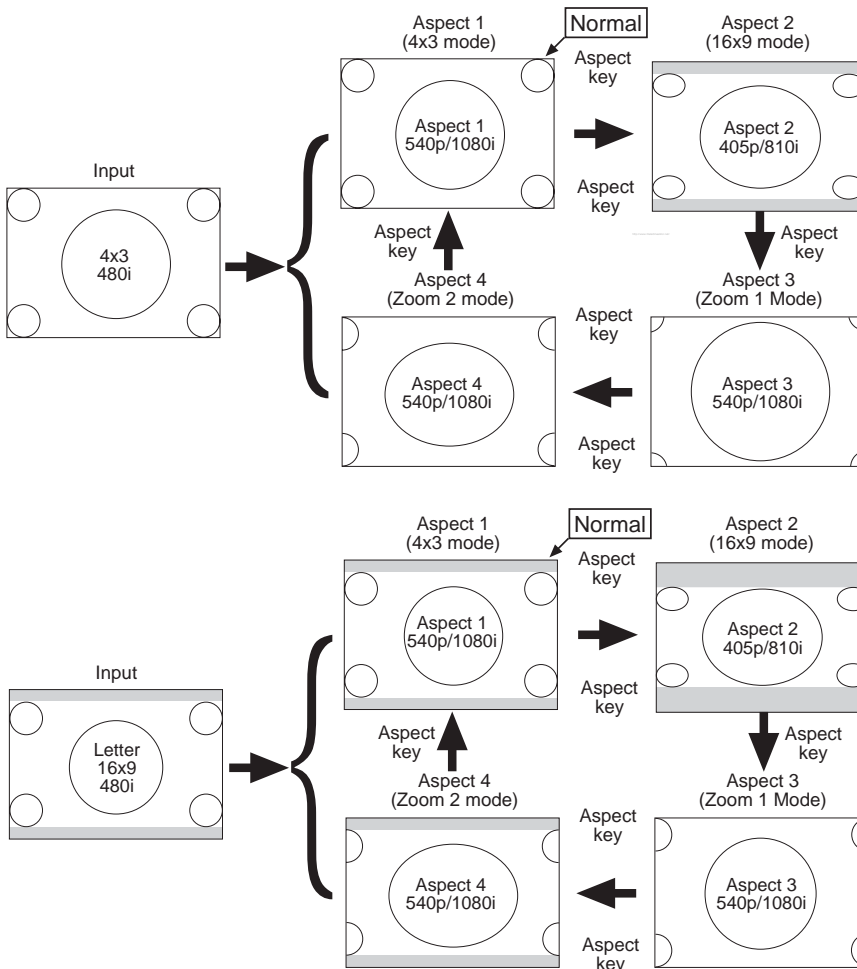 Aspect 1
(4x3 mode)
Normal
Aspect
key
Aspect 2
(16x9 mode)
Aspect 1
540p/1080i
Aspect 2
405p/810i
Input
4x3
480i
Aspect
key
Aspect
key
Aspect
key
Aspect 4
(Zoom 2 mode)
Aspect 3
(Zoom 1 Mode)
Aspect
key
Aspect 4
540p/1080i
Aspect 3
540p/1080i
Aspect
key
Aspect 1
(4x3 mode)
Normal
Aspect
key
Aspect 2
(16x9 mode)
Aspect 1
540p/1080i
Aspect 2
405p/810i
Input
Letter
16x9
480i
Aspect
key
Aspect
key
Aspect
key
Aspect 4
(Zoom 2 mode)
Aspect 3
(Zoom 1 Mode)
Aspect
key
Aspect 4
540p/1080i
Aspect 3
540p/1080i
Aspect
key